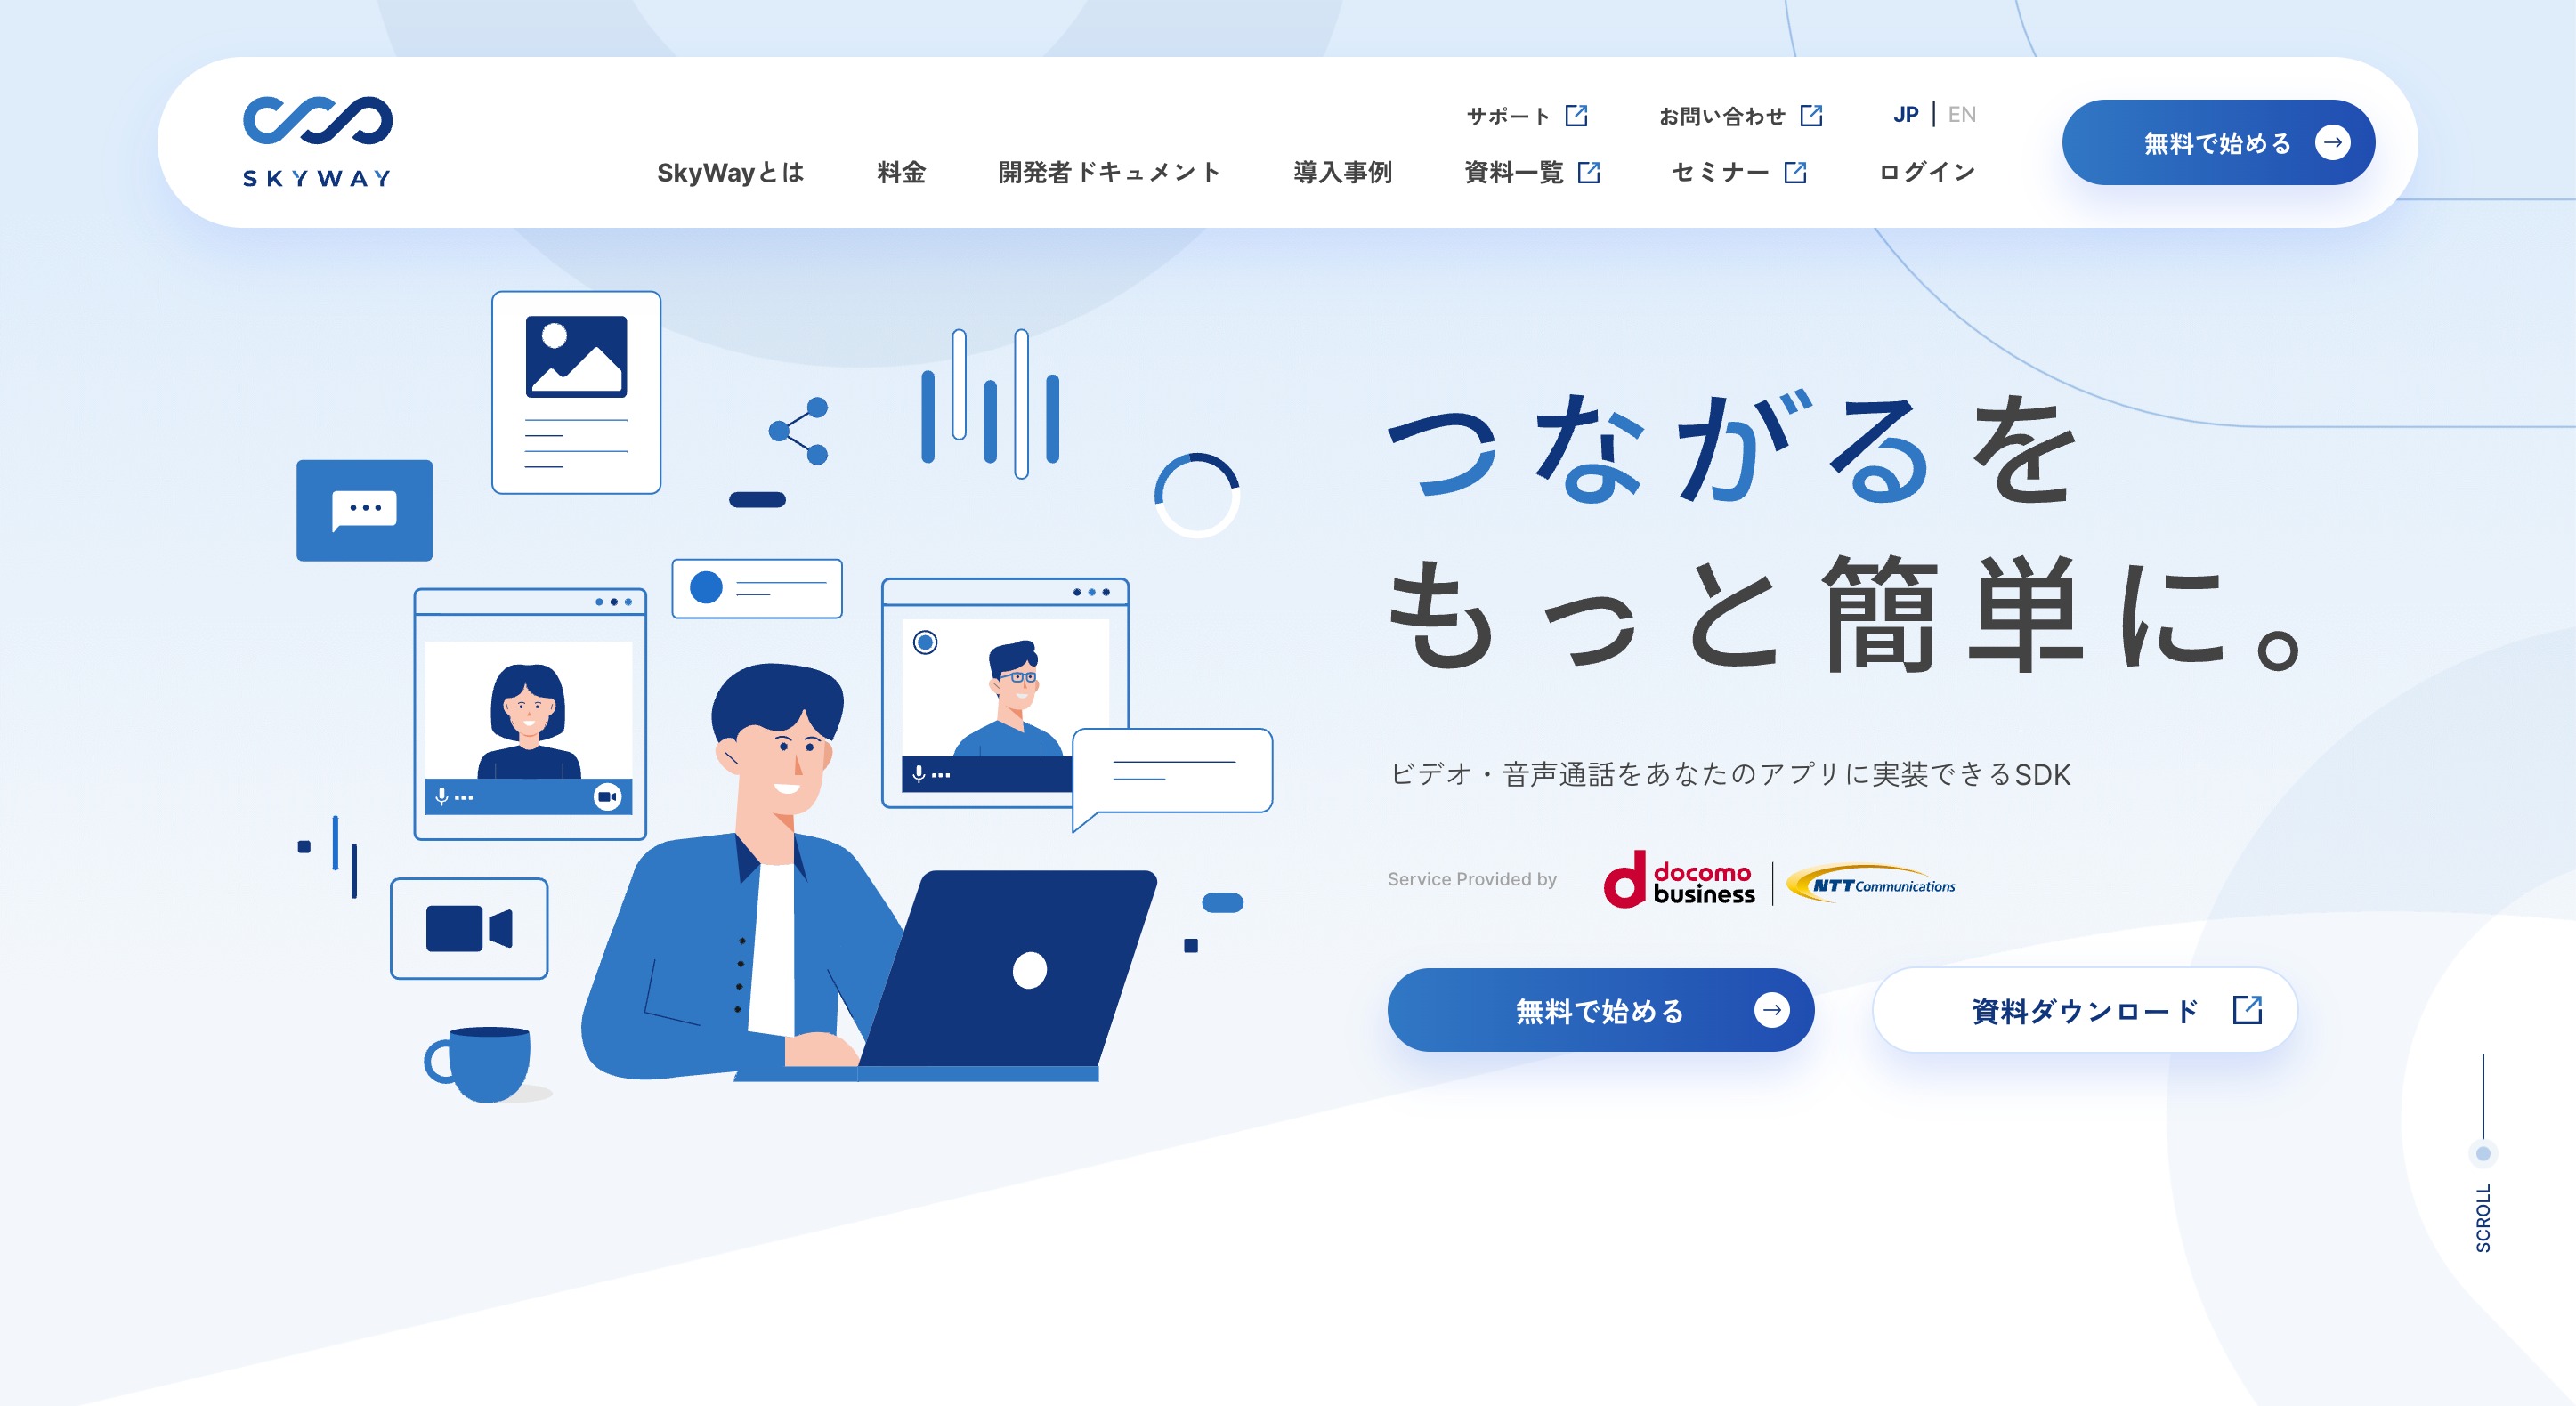 SKYWAY
サポート
お問い合わせ
JP | EN
SkyWayとは
料金
開発者ドキュメント
導入事例
資料一覧
セミナー
ログイン
無料で始める
つながるを
もっと簡単に。
ビデオ・音声通話をあなたのアプリに実装できるSDK
Service Provided by
docomo
business
NTT Communications
無料で始める
資料ダウンロード
SCROLL